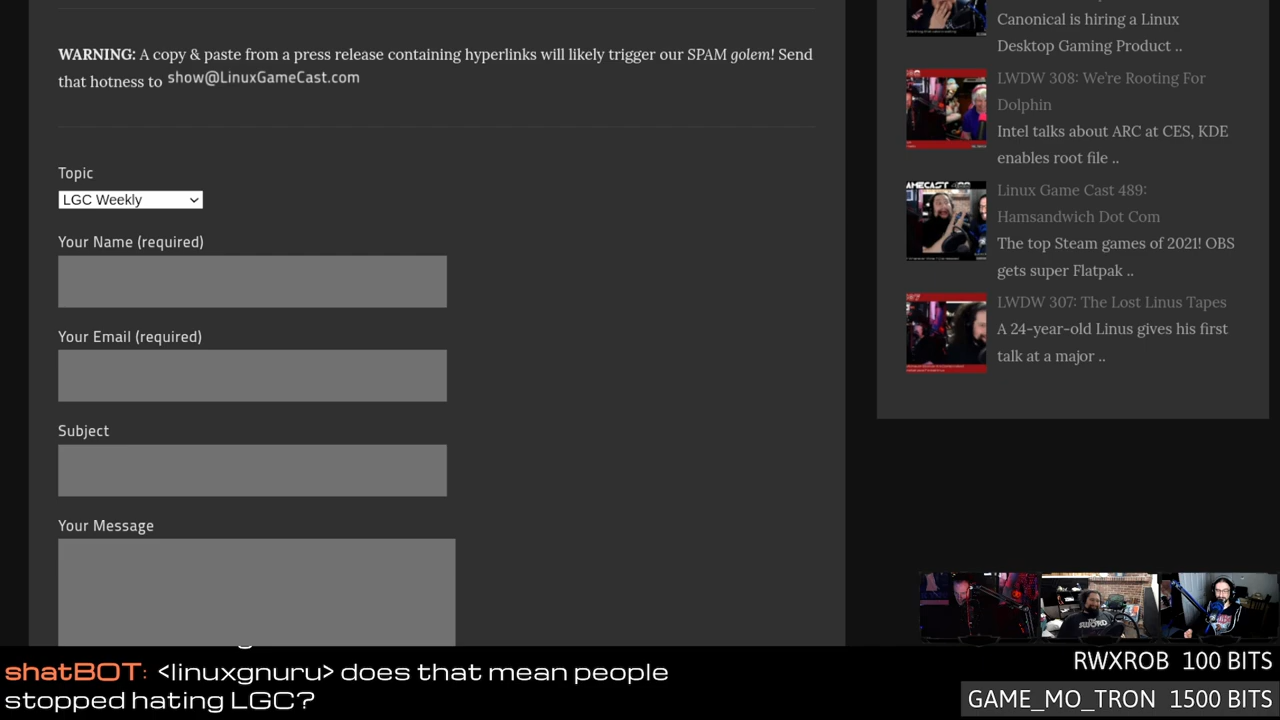 WARNING: A copy & paste from a press release containing hyperlinks will likely trigger our SPAM golem! Send
that hotness to show@LinuxGameCast.com
Topic
LGC Weekly
Your Name (required)
Your Email (required)
Subject
Your Message
Canonical is hiring a Linux
Desktop Gaming Product ..
LWDW 308: We're Rooting For
Dolphin
Intel talks about ARC at CES, KDE
enables root file ..
Linux Game Cast 489:
Hamsandwich Dot Com
The top Steam games of 2021! OBS
gets super Flatpak ..
LWDW 307: The Lost Linus Tapes
A 24-year-old Linus gives his first
talk at a major ..
shatBOT: <linuxgnuru> does that mean people
stopped hating LGC?
RWXROB 100 BITS
GAME_MO_TRON 1500 BITS